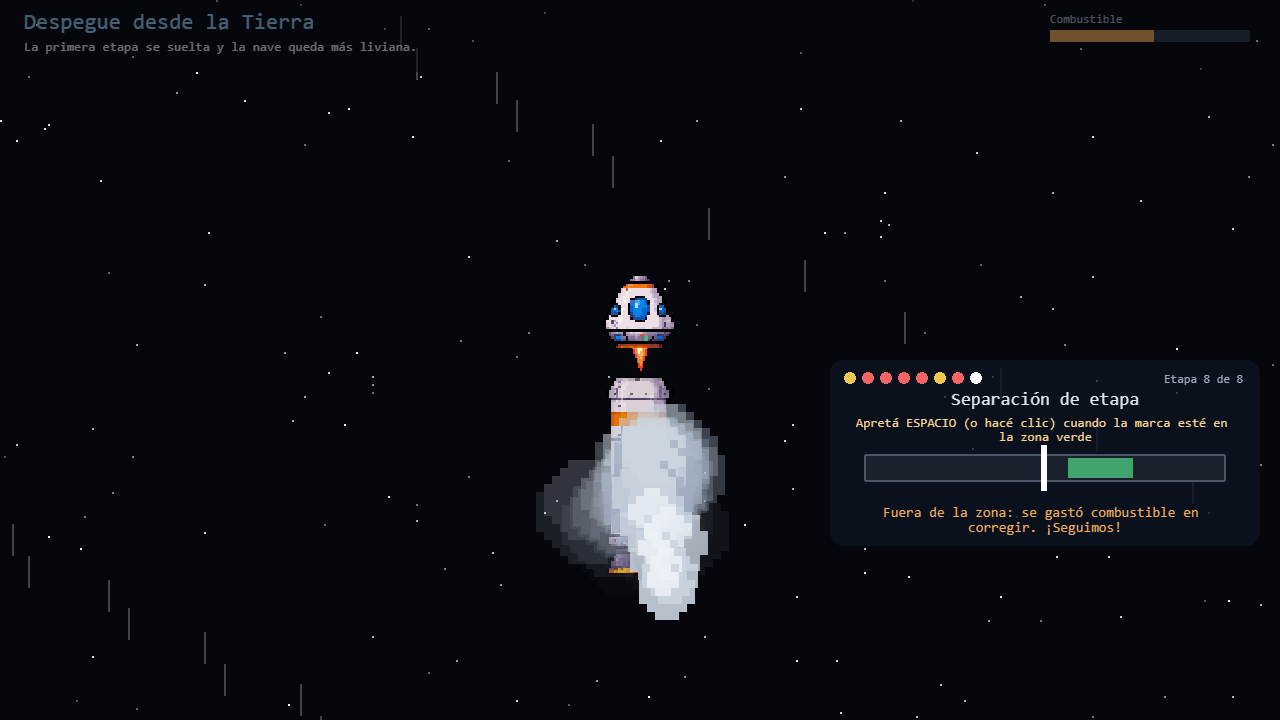 Despegue desde la Tierra
La primera etapa se suelta y la nave queda más liviana.
Combustible
Etapa 8 de 8
Separación de etapa
Apretá ESPACIO (o hacé clic) cuando la marca esté en
la zona verde
Fuera de la zona: se gastó combustible en
corregir. ¡Seguimos!